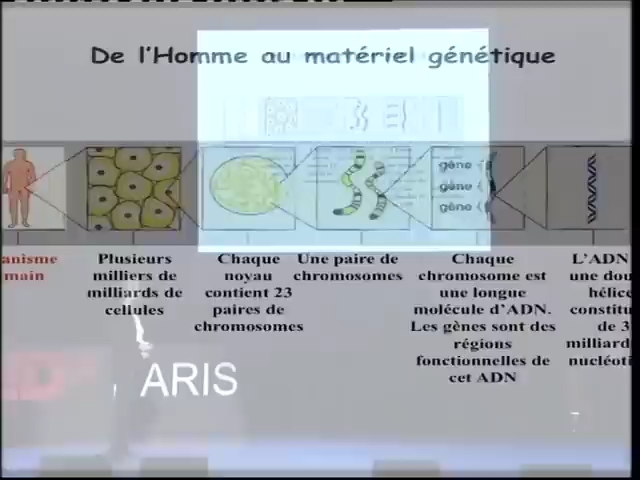 De l'Homme au matériel génétique
gène
gène
gène
anisme
main
Plusieurs
milliers de
milliards de
cellules
Chaque
noyau
contient 23
paires de
chromosomes
Une paire de
chromosomes
Chaque
chromosome est
une longue
molécule d'ADN.
Les gènes sont des
régions
fonctionnelles de
cet ADN
L'ADN
une dou
hélice
constitu
de 3
milliard
nucléoti
ARIS
7